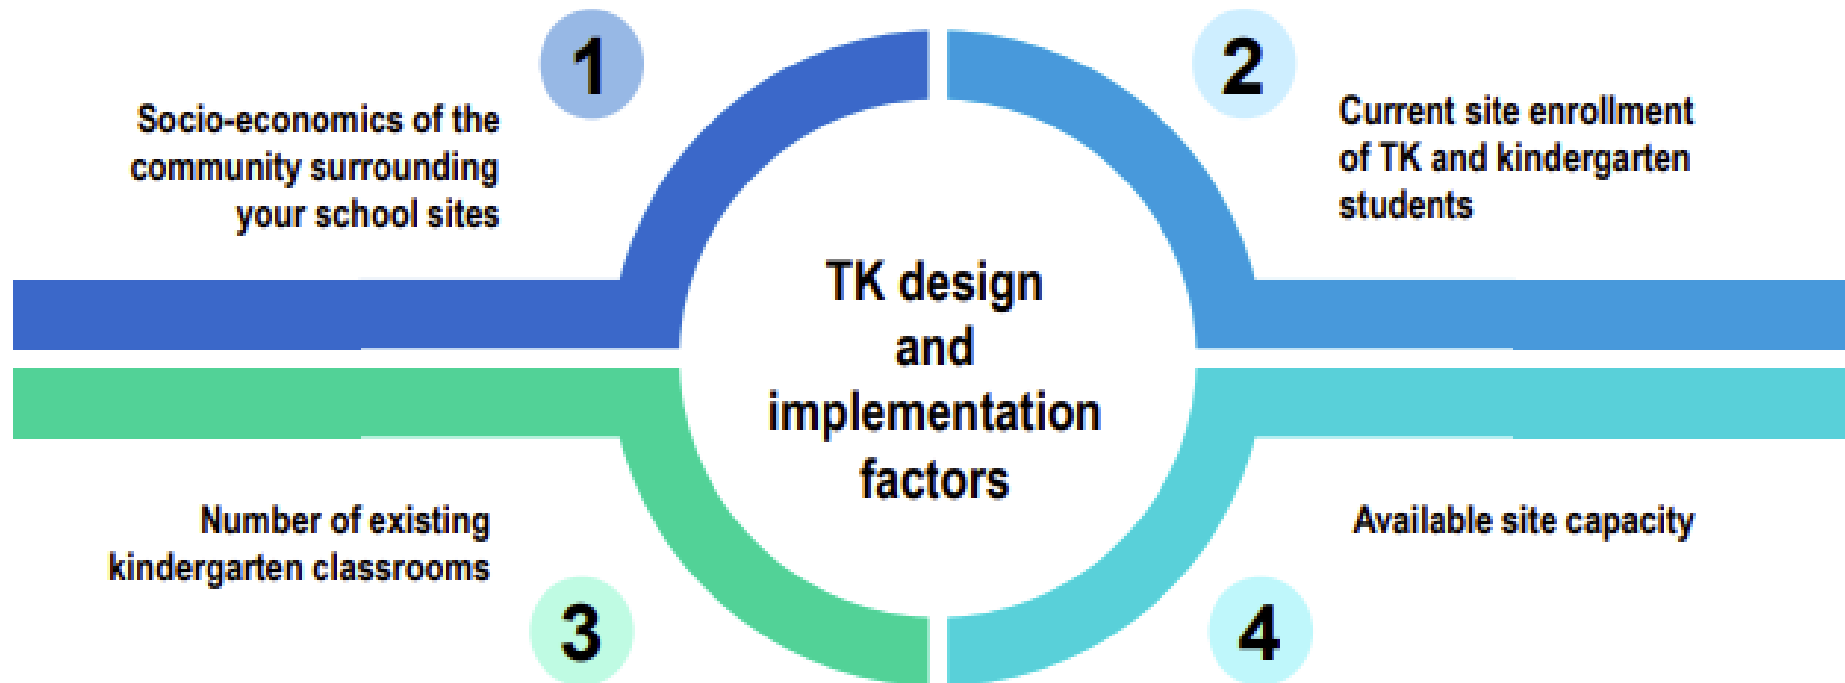 1
Socio-economics of the
community surrounding
your school sites
2
Current site enrollment
of TK and kindergarten
students
TK design
and
implementation
factors
Number of existing
kindergarten classrooms
3
Available site capacity
4